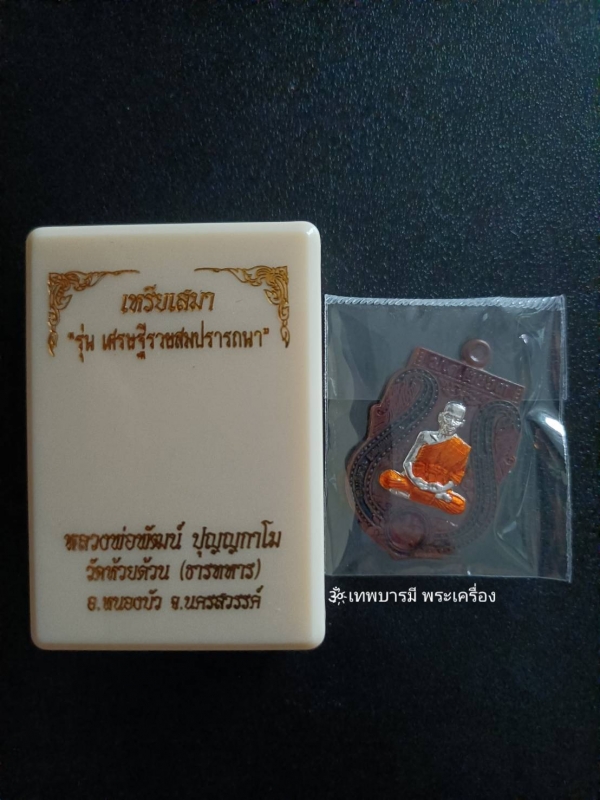 เหรียญเสมา
"รุ่น เศรษฐีรวยสมปรารถนา"
หลวงพ่อพัฒน์ ปุญญกาโม
วัดห้วยด้วน (ธารทหาร)
อ.หนองบัว จ.นครสวรรค์
🕉เทพบารมี พระเครื่อง